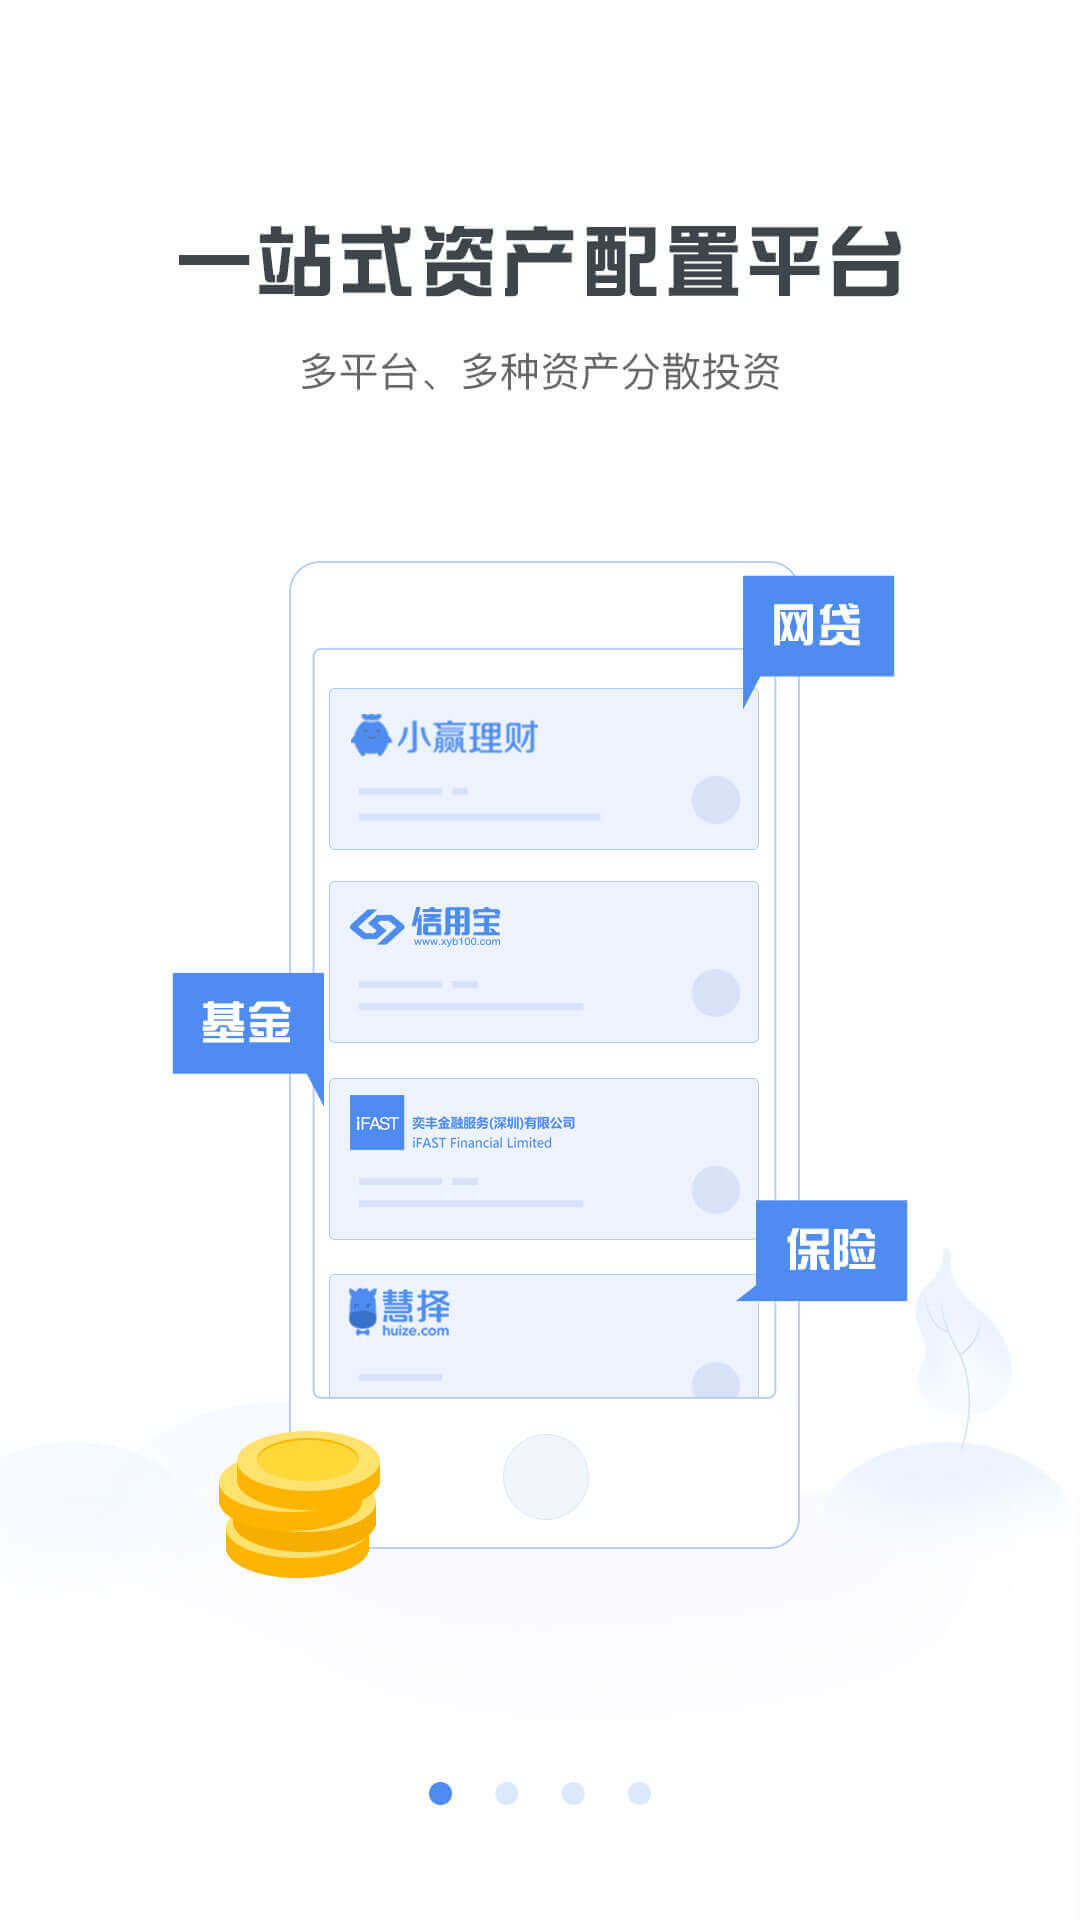 一站式资产配置平台
多平台、多种资产分散投资
网贷
小赢理财
信用宝
www.xyb100.com
基金
iFAST
奕丰金融服务(深圳)有限公司
iFAST Financial Limited
保险
慧择
huize.com